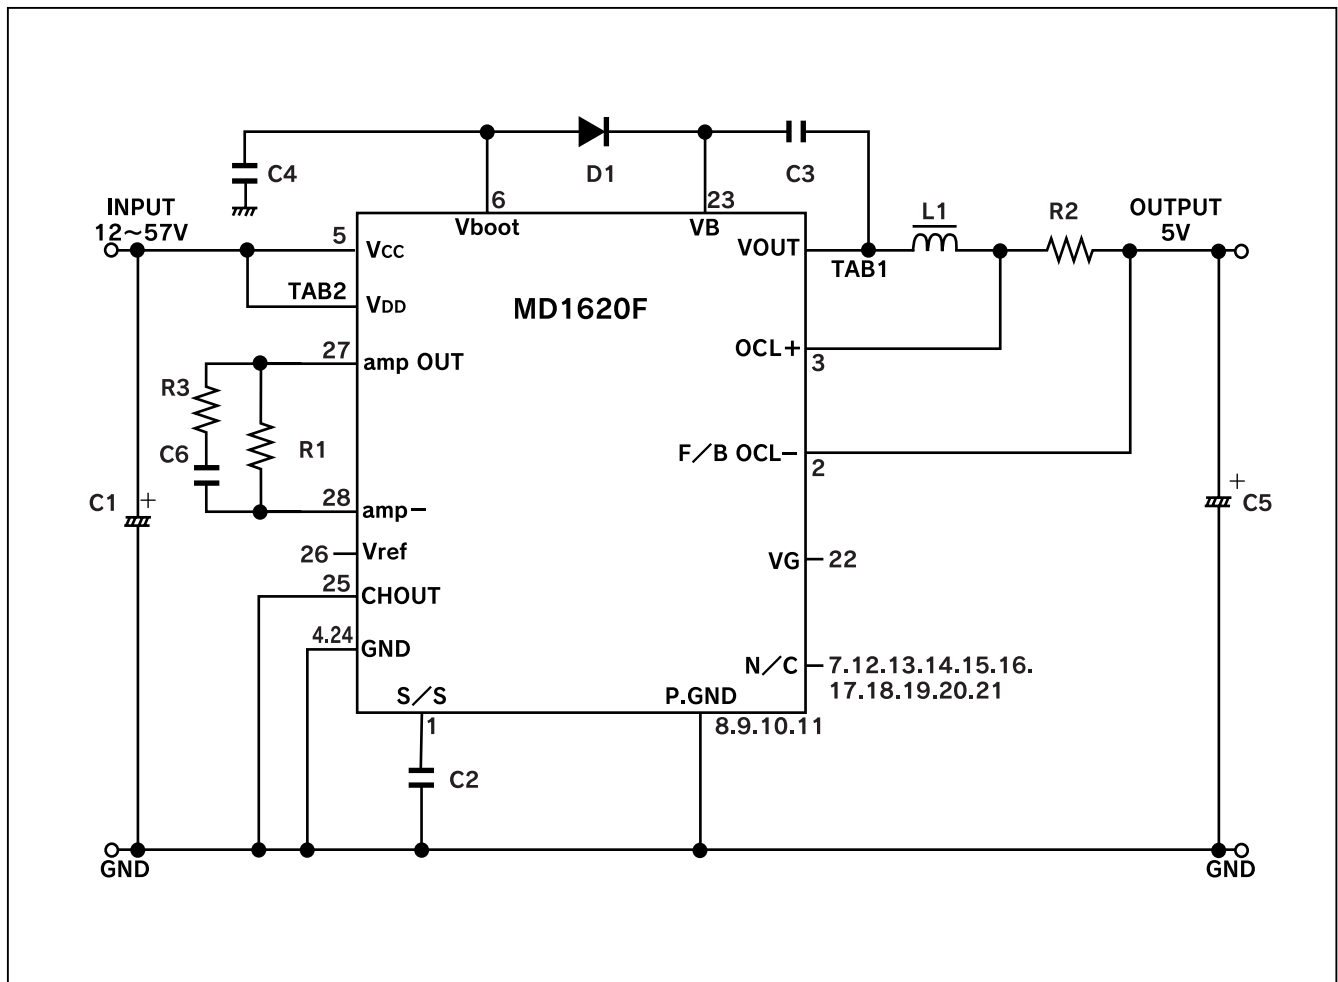 C4
D1
C3
6
23
INPUT
12~57V
5
Vboot
VB
L1
R2
OUTPUT
5V
VCC
VOUT
TAB1
TAB2
VDD
MD1620F
27
amp OUT
OCL+
3
R3
R1
C6
F/B OCL−
2
28
amp−
C1
+
+
C5
26
Vref
VG
22
25
CHOUT
4.24
GND
N/C
7.12.13.14.15.16.
17.18.19.20.21
S/S
P.GND
1
8.9.10.11
C2
GND
GND